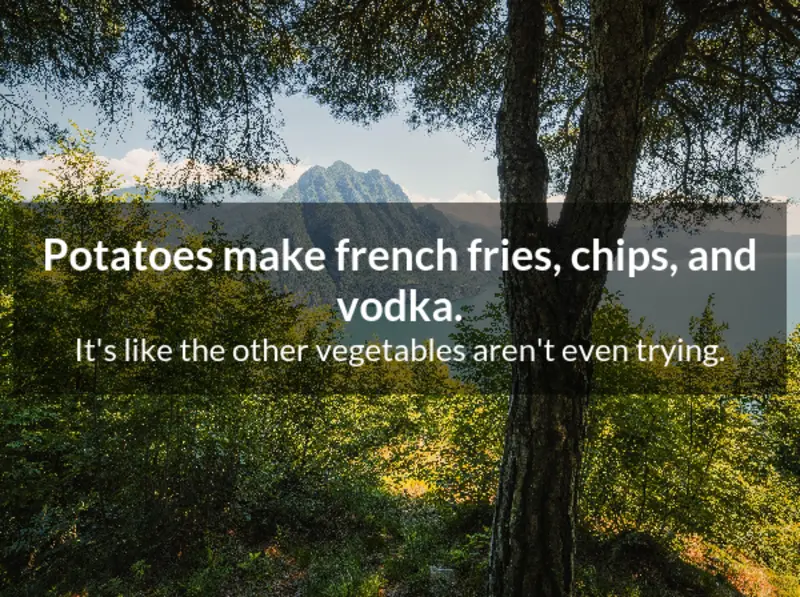 Potatoes make french fries, chips, and
vodka.
It's like the other vegetables aren't even trying.